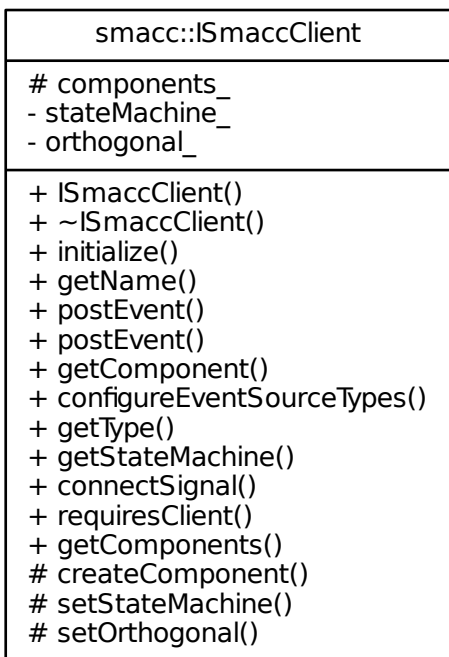 smacc::ISmaccClient
# components_
- stateMachine_
- orthogonal_
+ ISmaccClient()
+ ~ISmaccClient()
+ initialize()
+ getName()
+ postEvent()
+ postEvent()
+ getComponent()
+ configureEventSourceTypes()
+ getType()
+ getStateMachine()
+ connectSignal()
+ requiresClient()
+ getComponents()
# createComponent()
# setStateMachine()
# setOrthogonal()